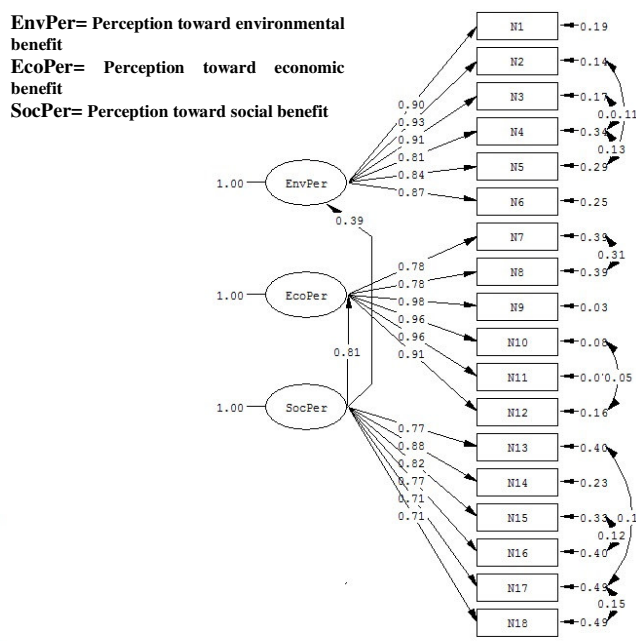 EnvPer= Perception toward environmental
benefit
EcoPer= Perception toward economic
benefit
SocPer= Perception toward social benefit
N1 0.19
N2 0.14
0.90
0.93 N3 0.17
0.11
0.91
0.81 N4 0.34
0.13
0.84 N5 0.29
1.00 EnvPer
0.87 N6 0.25
0.39
N7 0.39
0.31
0.78
0.78 N8 0.39
1.00 EcoPer
0.98 N9 0.03
0.96
0.96 N10 0.08
0.91
0.81
N11 0.05
N12 0.16
1.00 SocPer
0.77 N13 0.40
0.88
0.82 N14 0.23
0.77
0.71 N15 0.33
0.71
0.12
N16 0.40
N17 0.49
0.15
N18 0.49